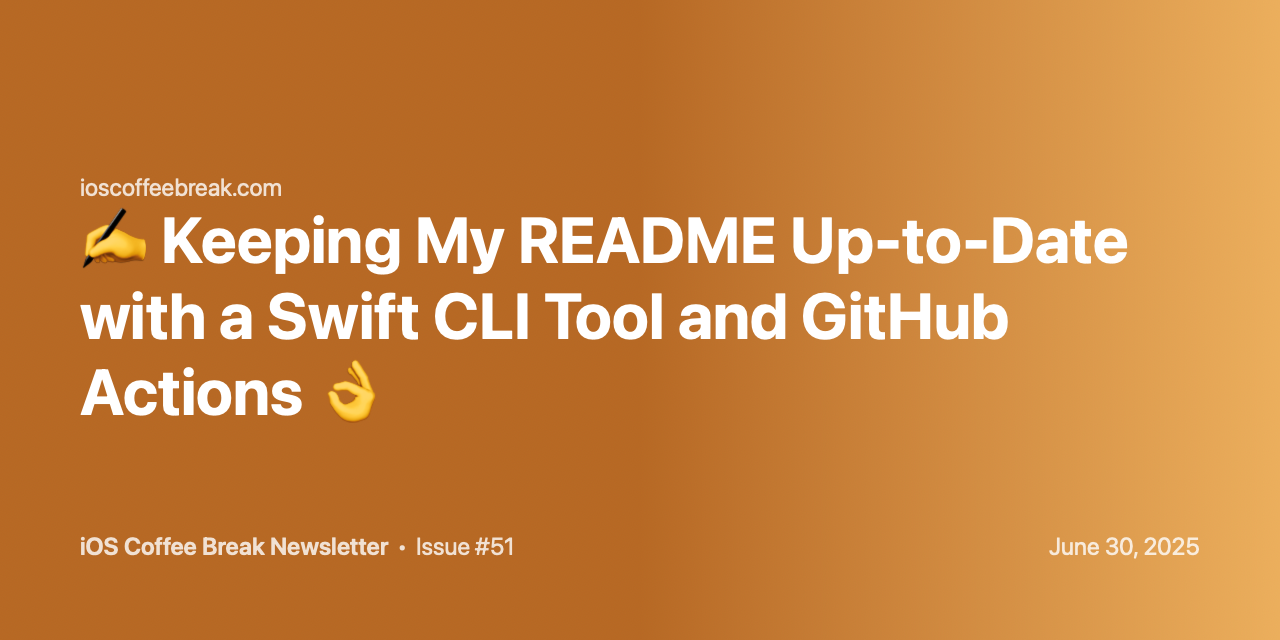 ioscoffeebreak.com
✍️ Keeping My README Up-to-Date
with a Swift CLI Tool and GitHub
Actions 👌
iOS Coffee Break Newsletter • Issue #51
June 30, 2025